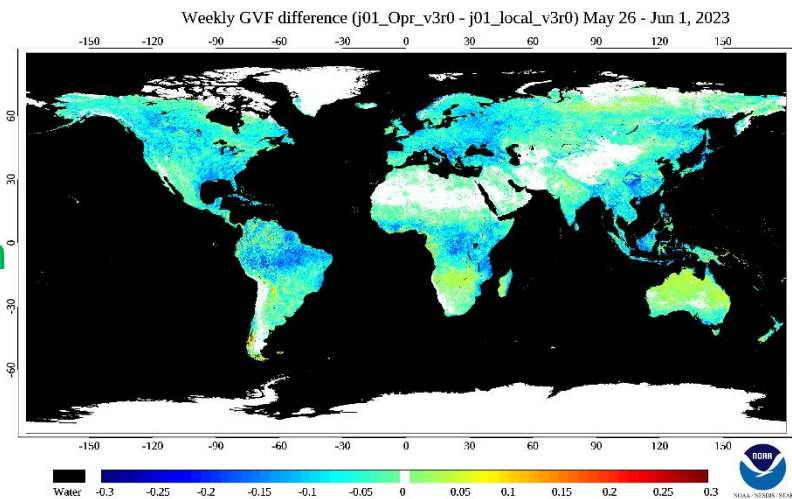 Weekly GVF difference (j01_Opr_v3r0 - j01_local_v3r0) May 26 - Jun 1, 2023
-150 -120 -90 -60 -30 0 30 60 90 120 150
60
30
0
-30
-60
-150 -120 -90 -60 -30 0 30 60 90 120 150
Water -0.3 -0.25 -0.2 -0.15 -0.1 -0.05 0 0.05 0.1 0.15 0.2 0.25 0.3
NOAA
NOAA / NESDIS / STAR